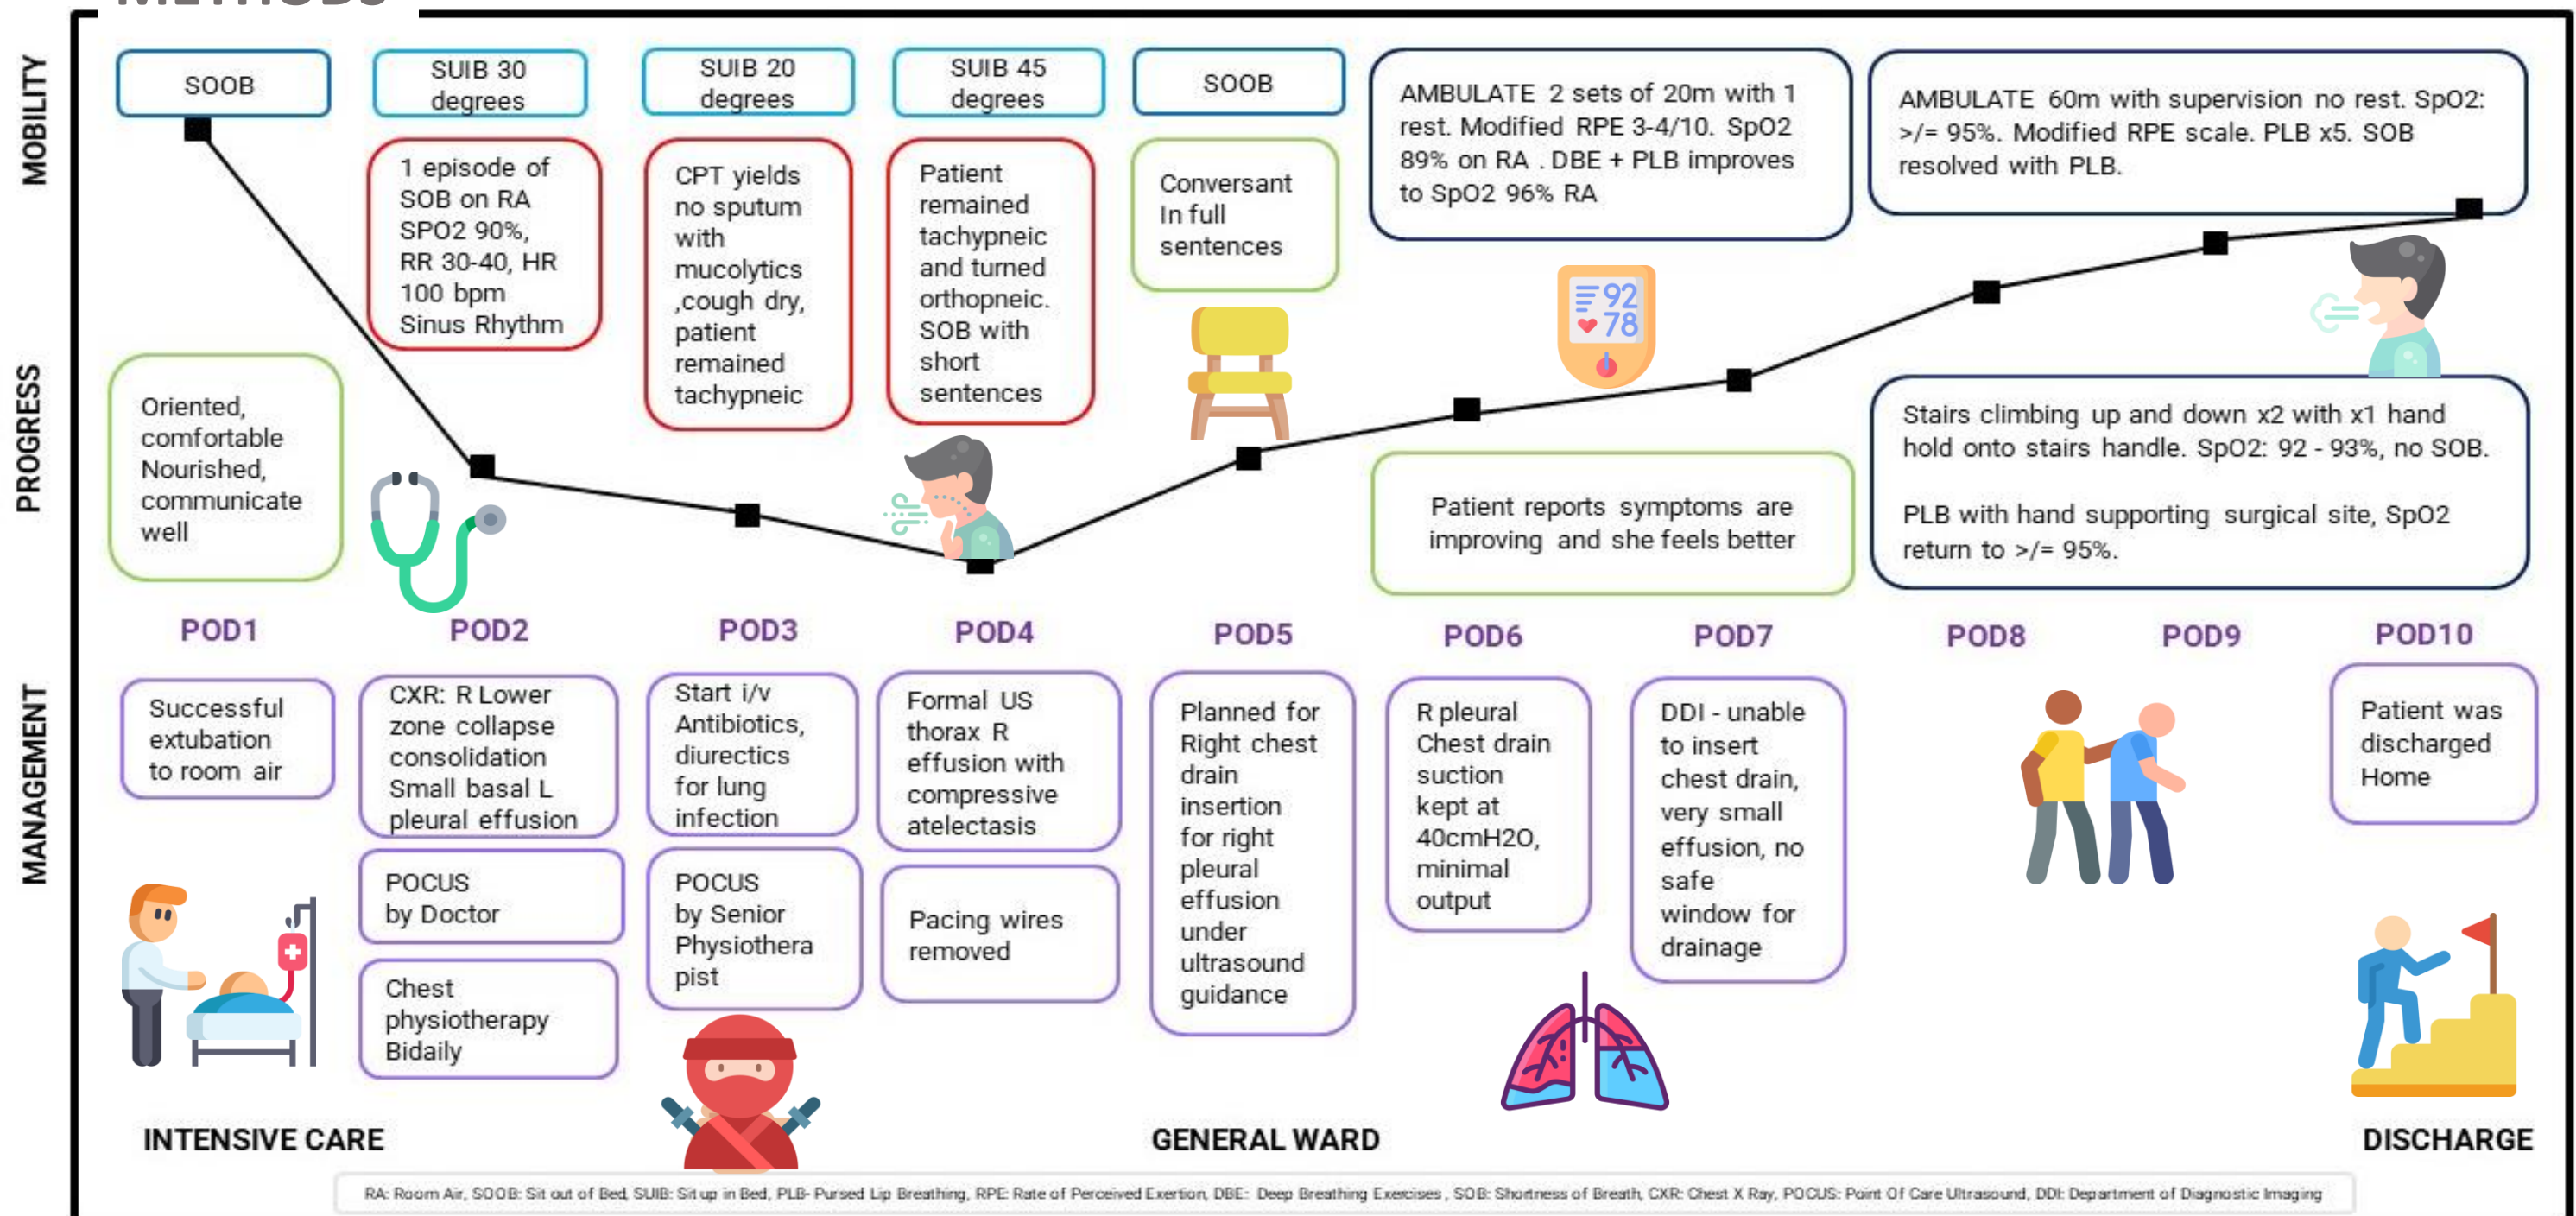 METHODS
MOBILITY
SOOB
SUIB 30
degrees
SUIB 20
degrees
SUIB 45
degrees
SOOB
AMBULATE 2 sets of 20m with 1
rest. Modified RPE 3-4/10. SpO2
89% on RA . DBE + PLB improves
to SpO2 96% RA
AMBULATE 60m with supervision no rest. SpO2:
>/= 95%. Modified RPE scale. PLB x5. SOB
resolved with PLB.
PROGRESS
Oriented,
comfortable
Nourished,
communicate
well
1 episode of
SOB on RA
SPO2 90%,
RR 30-40, HR
100 bpm
Sinus Rhythm
CPT yields
no sputum
with
mucolytics
,cough dry,
patient
remained
tachypneic
Patient
remained
tachypneic
and turned
orthopneic.
SOB with
short
sentences
Conversant
In full
sentences
92
78
Patient reports symptoms are
improving and she feels better
Stairs climbing up and down x2 with x1 hand
hold onto stairs handle. SpO2: 92 - 93%, no SOB.
PLB with hand supporting surgical site, SpO2
return to >/= 95%.
POD1
POD2
POD3
POD4
POD5
POD6
POD7
POD8
POD9
POD10
MANAGEMENT
Successful
extubation
to room air
CXR: R Lower
zone collapse
consolidation
Small basal L
pleural effusion
POCUS
by Doctor
Chest
physiotherapy
Bidaily
Start i/v
Antibiotics,
diurectics
for lung
infection
POCUS
by Senior
Physiothera
pist
Formal US
thorax R
effusion with
compressive
atelectasis
Pacing wires
removed
Planned for
Right chest
drain
insertion
for right
pleural
effusion
under
ultrasound
guidance
R pleural
Chest drain
suction
kept at
40cmH2O,
minimal
output
DDI - unable
to insert
chest drain,
very small
effusion, no
safe
window for
drainage
Patient was
discharged
Home
INTENSIVE CARE
GENERAL WARD
DISCHARGE
RA: Room Air, SOOB: Sit out of Bed, SUIB: Sit up in Bed, PLB- Pursed Lip Breathing, RPE: Rate of Perceived Exertion, DBE: Deep Breathing Exercises , SOB: Shortness of Breath, CXR: Chest X Ray, POCUS: Point Of Care Ultrasound, DDI: Department of Diagnostic Imaging